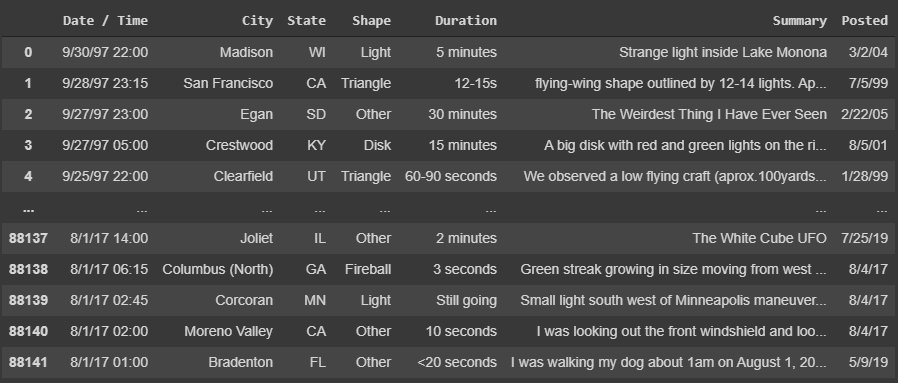 Date / Time City State Shape Duration Summary Posted
0 9/30/97 22:00 Madison WI Light 5 minutes Strange light inside Lake Monona 3/2/04
1 9/28/97 23:15 San Francisco CA Triangle 12-15s flying-wing shape outlined by 12-14 lights. Ap... 7/5/99
2 9/27/97 23:00 Egan SD Other 30 minutes The Weirdest Thing I Have Ever Seen 2/22/05
3 9/27/97 05:00 Crestwood KY Disk 15 minutes A big disk with red and green lights on the ri... 8/5/01
4 9/25/97 22:00 Clearfield UT Triangle 60-90 seconds We observed a low flying craft (aprox.100yards... 1/28/99
... ... ... ... ... ... ... ...
88137 8/1/17 14:00 Joliet IL Other 2 minutes The White Cube UFO 7/25/19
88138 8/1/17 06:15 Columbus (North) GA Fireball 3 seconds Green streak growing in size moving from west ... 8/4/17
88139 8/1/17 02:45 Corcoran MN Light Still going Small light south west of Minneapolis maneuver... 8/4/17
88140 8/1/17 02:00 Moreno Valley CA Other 10 seconds I was looking out the front windshield and loo... 8/4/17
88141 8/1/17 01:00 Bradenton FL Other <20 seconds I was walking my dog about 1am on August 1, 20... 5/9/19